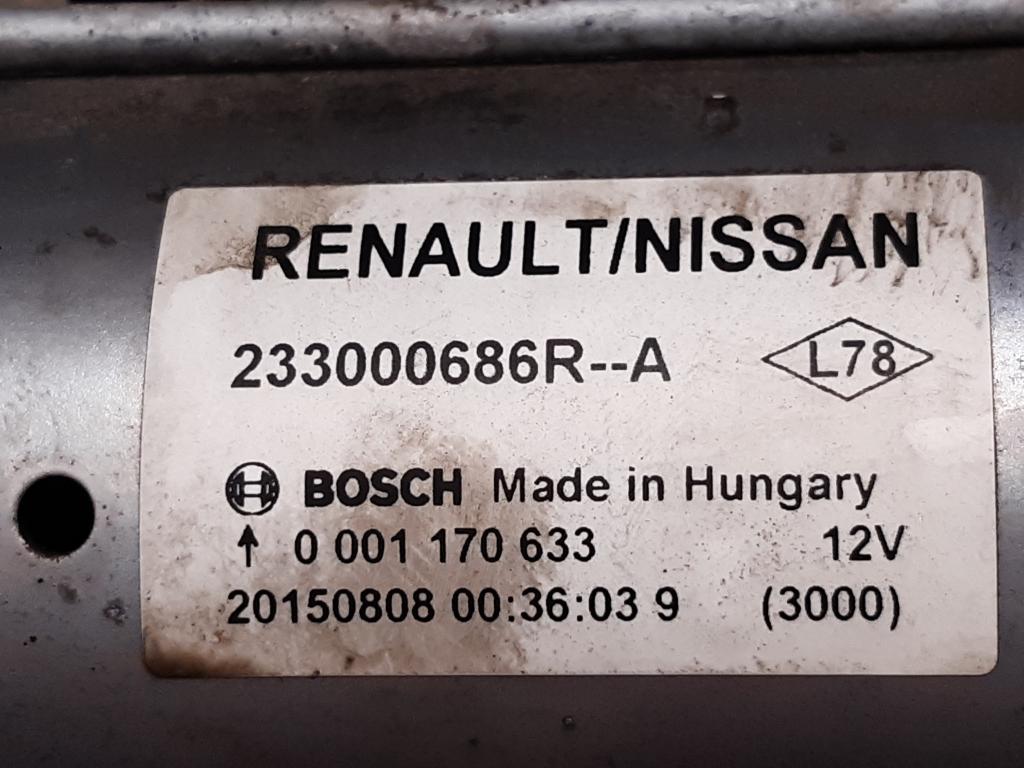 RENAULT/NISSAN
233000686R--A L78
BOSCH Made in Hungary
↑ 0 001 170 633 12V
20150808 00:36:03 9 (3000)